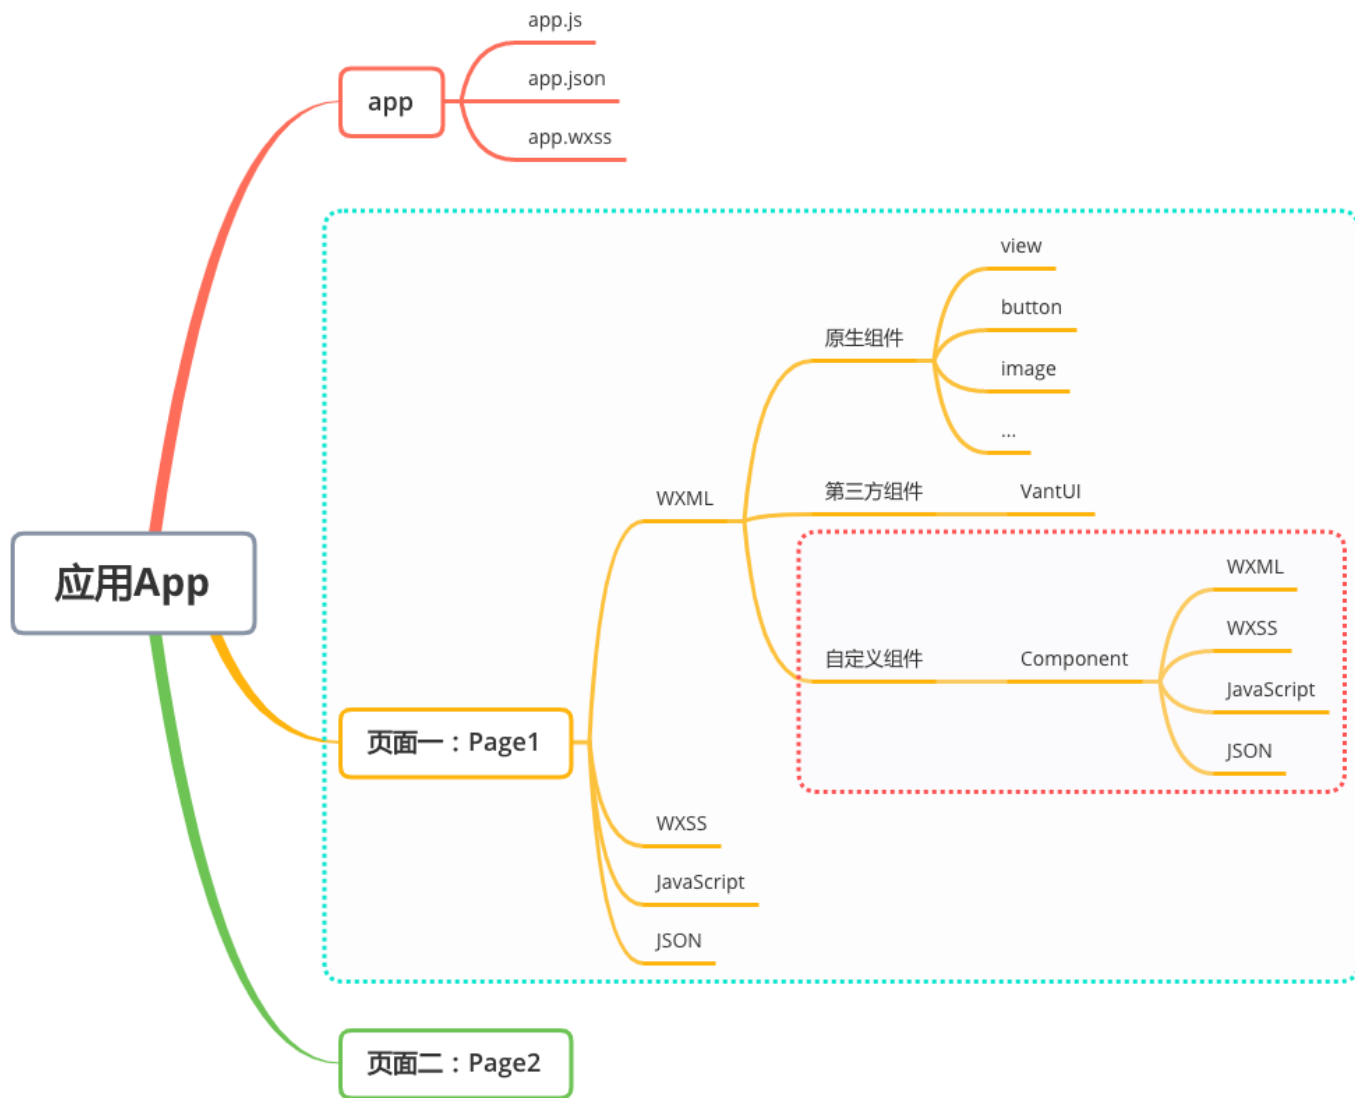 app.js
app.json
app.wxss
app
view
button
image
...
原生组件
WXML
第三方组件
VantUI
自定义组件
Component
WXML
WXSS
JavaScript
JSON
应用App
页面一：Page1
WXSS
JavaScript
JSON
页面二：Page2